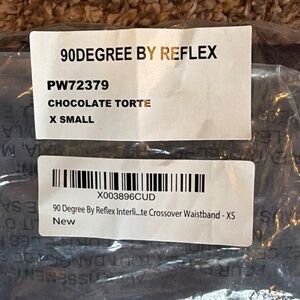 90DEGREE BY REFLEX
PW72379
CHOCOLATE TORTE
X SMALL
X003896CUD
90 Degree By Reflex Interli...te Crossover Waistband - XS
New